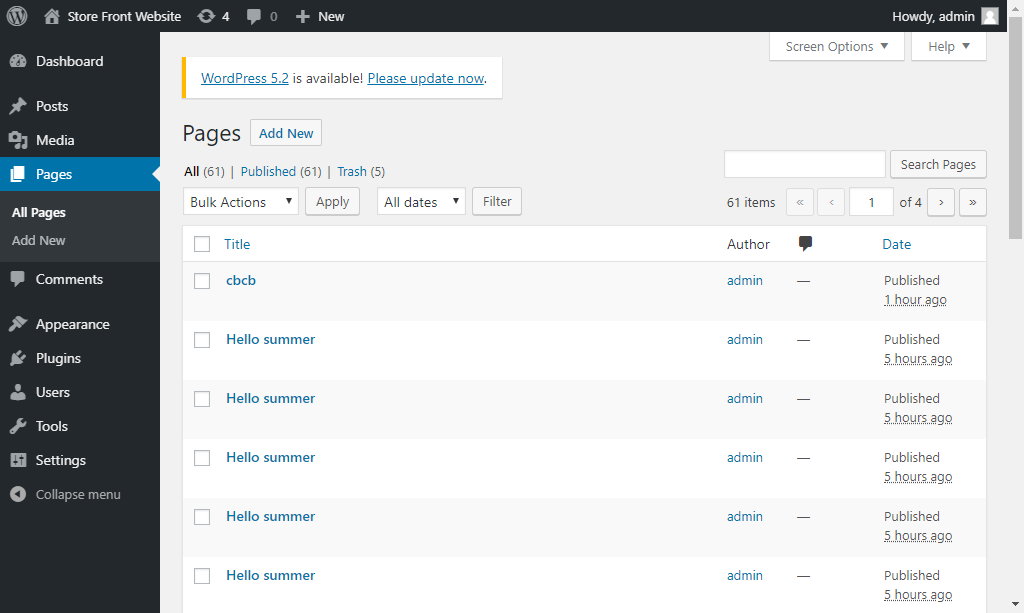 Store Front Website 4 0 New Howdy, admin
Screen Options Help
Dashboard
Posts
Media
Pages
All Pages
Add New
Comments
Appearance
Plugins
Users
Tools
Settings
Collapse menu
WordPress 5.2 is available! Please update now.
Pages Add New
All (61) | Published (61) | Trash (5)
Search Pages
Bulk Actions Apply All dates Filter
61 items « ‹ 1 of 4 › »
Title Author Date
cbcb admin — Published
1 hour ago
Hello summer admin — Published
5 hours ago
Hello summer admin — Published
5 hours ago
Hello summer admin — Published
5 hours ago
Hello summer admin — Published
5 hours ago
Hello summer admin — Published
5 hours ago